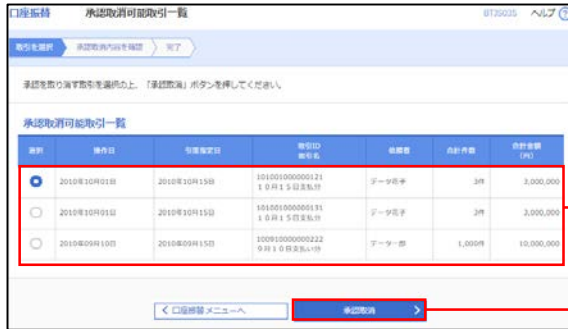 口座振替 承認取消可能取引一覧 BTJS035 ヘルプ ?
取引を選択 承認取消内容を確認 完了
承認を取り消す取引を選択の上、「承認取消」ボタンを押してください。
承認取消可能取引一覧
選択 操作日 引落指定日 取引ID 依頼者 合計件数 合計金額
取引名 (円)
2010年10月01日 2010年10月15日 101001000000121 データ花子 3件 3,000,000
10月15日支払分
2010年10月01日 2010年10月15日 101001000000131 データ花子 3件 3,000,000
10月15日支払分
2010年09月10日 2010年09月15日 100910000000222 データ一郎 1,000件 10,000,000
9月10日支払い分
口座振替メニューへ 承認取消